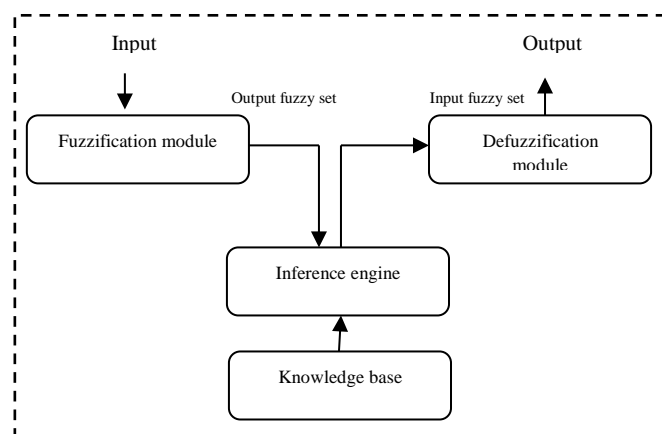 Input
Output
Output fuzzy set
Input fuzzy set
Fuzzification module
Defuzzification
module
Inference engine
Knowledge base